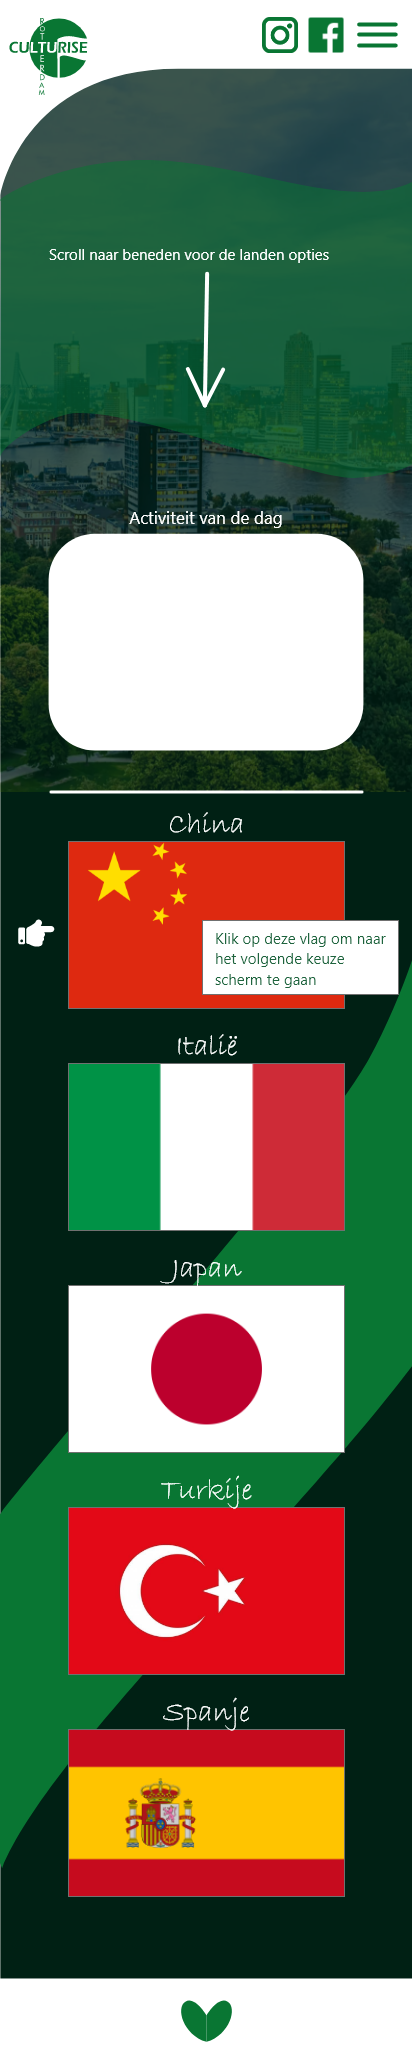 ROTTERDAM
CULTURISE
Scroll naar beneden voor de landen opties
Activiteit van de dag
China
Klik op deze vlag om naar
het volgende keuze
scherm te gaan
Italië
Japan
Turkije
Spanje